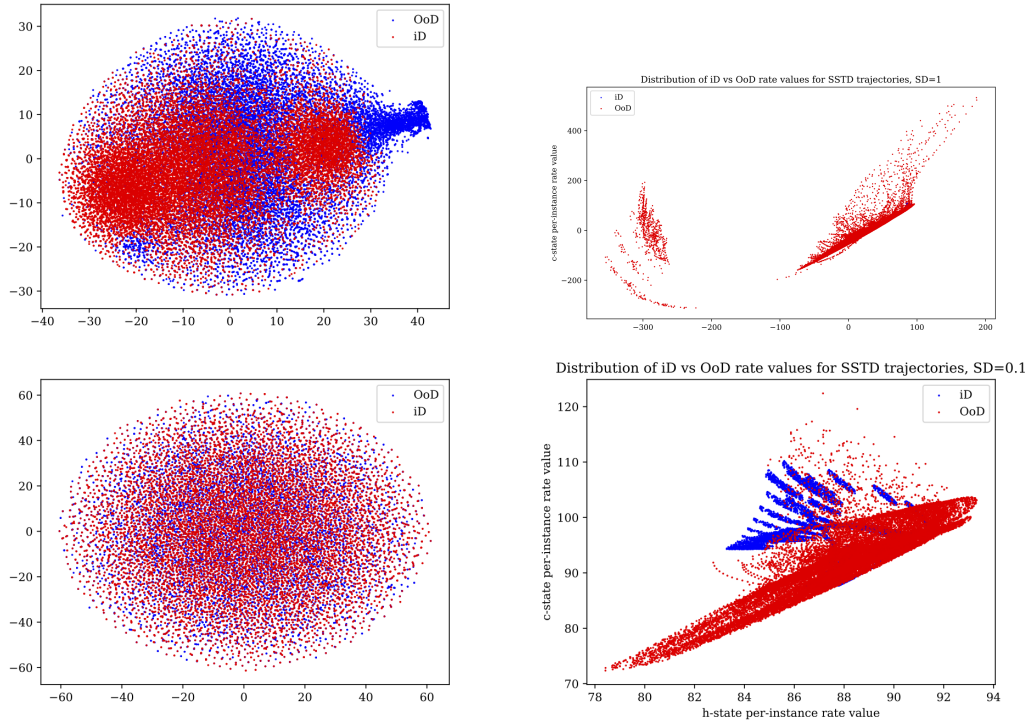 OoD
iD
30
20
10
0
−10
−20
−30
−40 −30 −20 −10 0 10 20 30 40
Distribution of iD vs OoD rate values for SSTD trajectories, SD=1
iD
OoD
c-state per-instance rate value
400
200
0
−200
−300 −200 −100 0 100 200
OoD
iD
60
40
20
0
−20
−40
−60
−60 −40 −20 0 20 40 60
Distribution of iD vs OoD rate values for SSTD trajectories, SD=0.1
iD
OoD
c-state per-instance rate value
120
110
100
90
80
70
78 80 82 84 86 88 90 92 94
h-state per-instance rate value